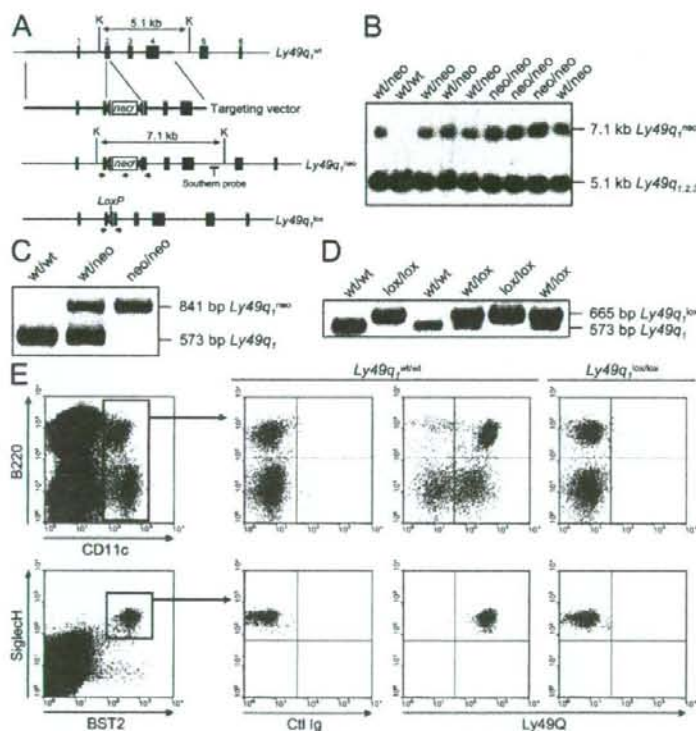 A
K
5.1 kb
K
1
2
3
4
5
6
Ly49q₁ʷᵗ
neoʳ
Targeting vector
K
7.1 kb
K
neoʳ
Ly49q₁ⁿᵉᵒ
Southern probe
LoxP
Ly49q₁ˡᵒˣ
B
wt/neo
wt/wt
wt/neo
wt/neo
wt/neo
neo/neo
neo/neo
neo/neo
wt/neo
7.1 kb Ly49q₁ⁿᵉᵒ
5.1 kb Ly49q₁,₂,₃
C
wt/wt
wt/neo
neo/neo
841 bp Ly49q₁ⁿᵉᵒ
573 bp Ly49q₁
D
wt/wt
lox/lox
wt/wt
wt/lox
lox/lox
wt/lox
665 bp Ly49q₁ˡᵒˣ
573 bp Ly49q₁
E
Ly49q₁ʷᵗ/ʷᵗ
Ly49q₁ˡᵒˣ/ˡᵒˣ
B220
CD11c
SiglecH
BST2
Ctl Ig
Ly49Q